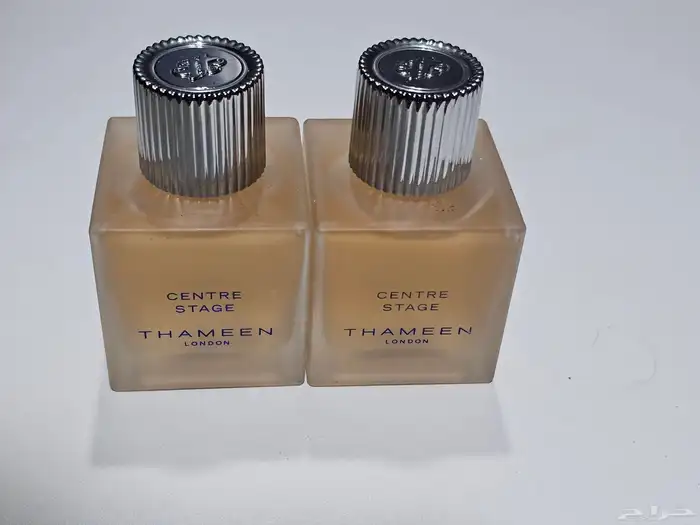 CENTRE
STAGE
THAMEEN
LONDON
CENTRE
STAGE
THAMEEN
LONDON
حراج